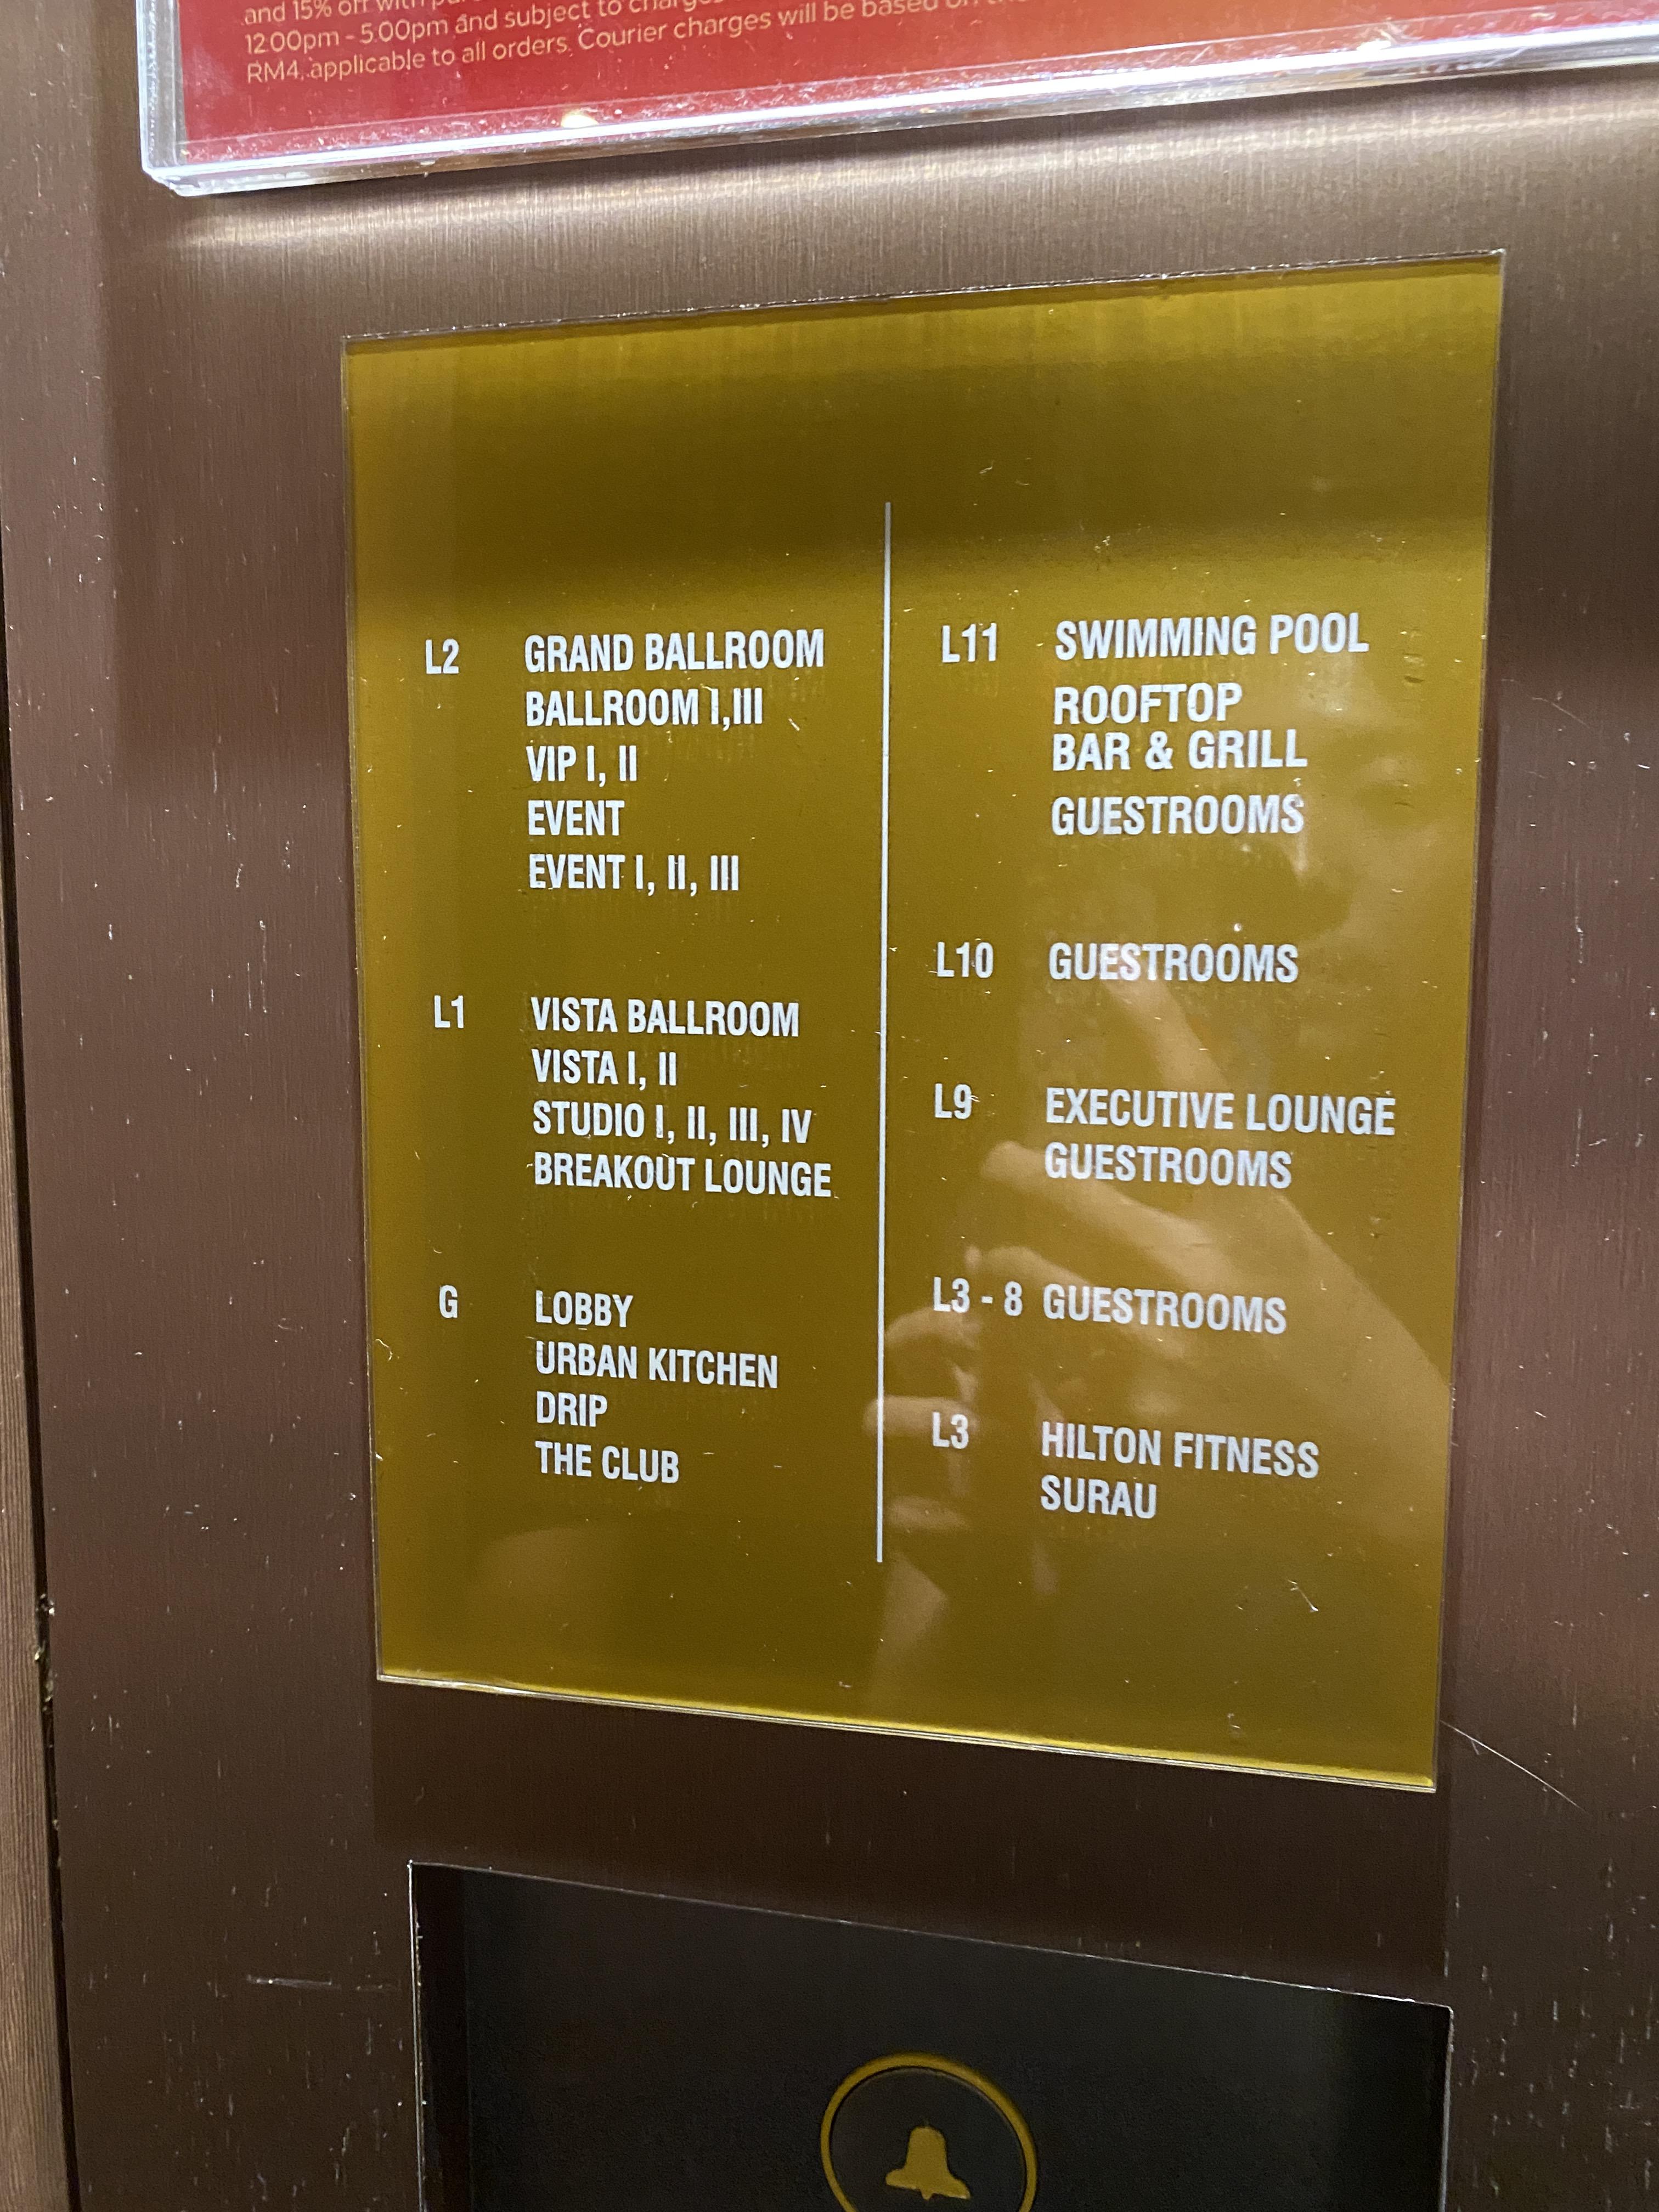 and 15% off with
12:00pm - 5:00pm and subject to
RM4, applicable to all orders. Courier charges will be based
L2 GRAND BALLROOM
BALLROOM I,III
VIP I, II
EVENT
EVENT I, II, III
L1 VISTA BALLROOM
VISTA I, II
STUDIO I, II, III, IV
BREAKOUT LOUNGE
G LOBBY
URBAN KITCHEN
DRIP
THE CLUB
L11 SWIMMING POOL
ROOFTOP
BAR & GRILL
GUESTROOMS
L10 GUESTROOMS
L9 EXECUTIVE LOUNGE
GUESTROOMS
L3 - 8 GUESTROOMS
L3 HILTON FITNESS
SURAU